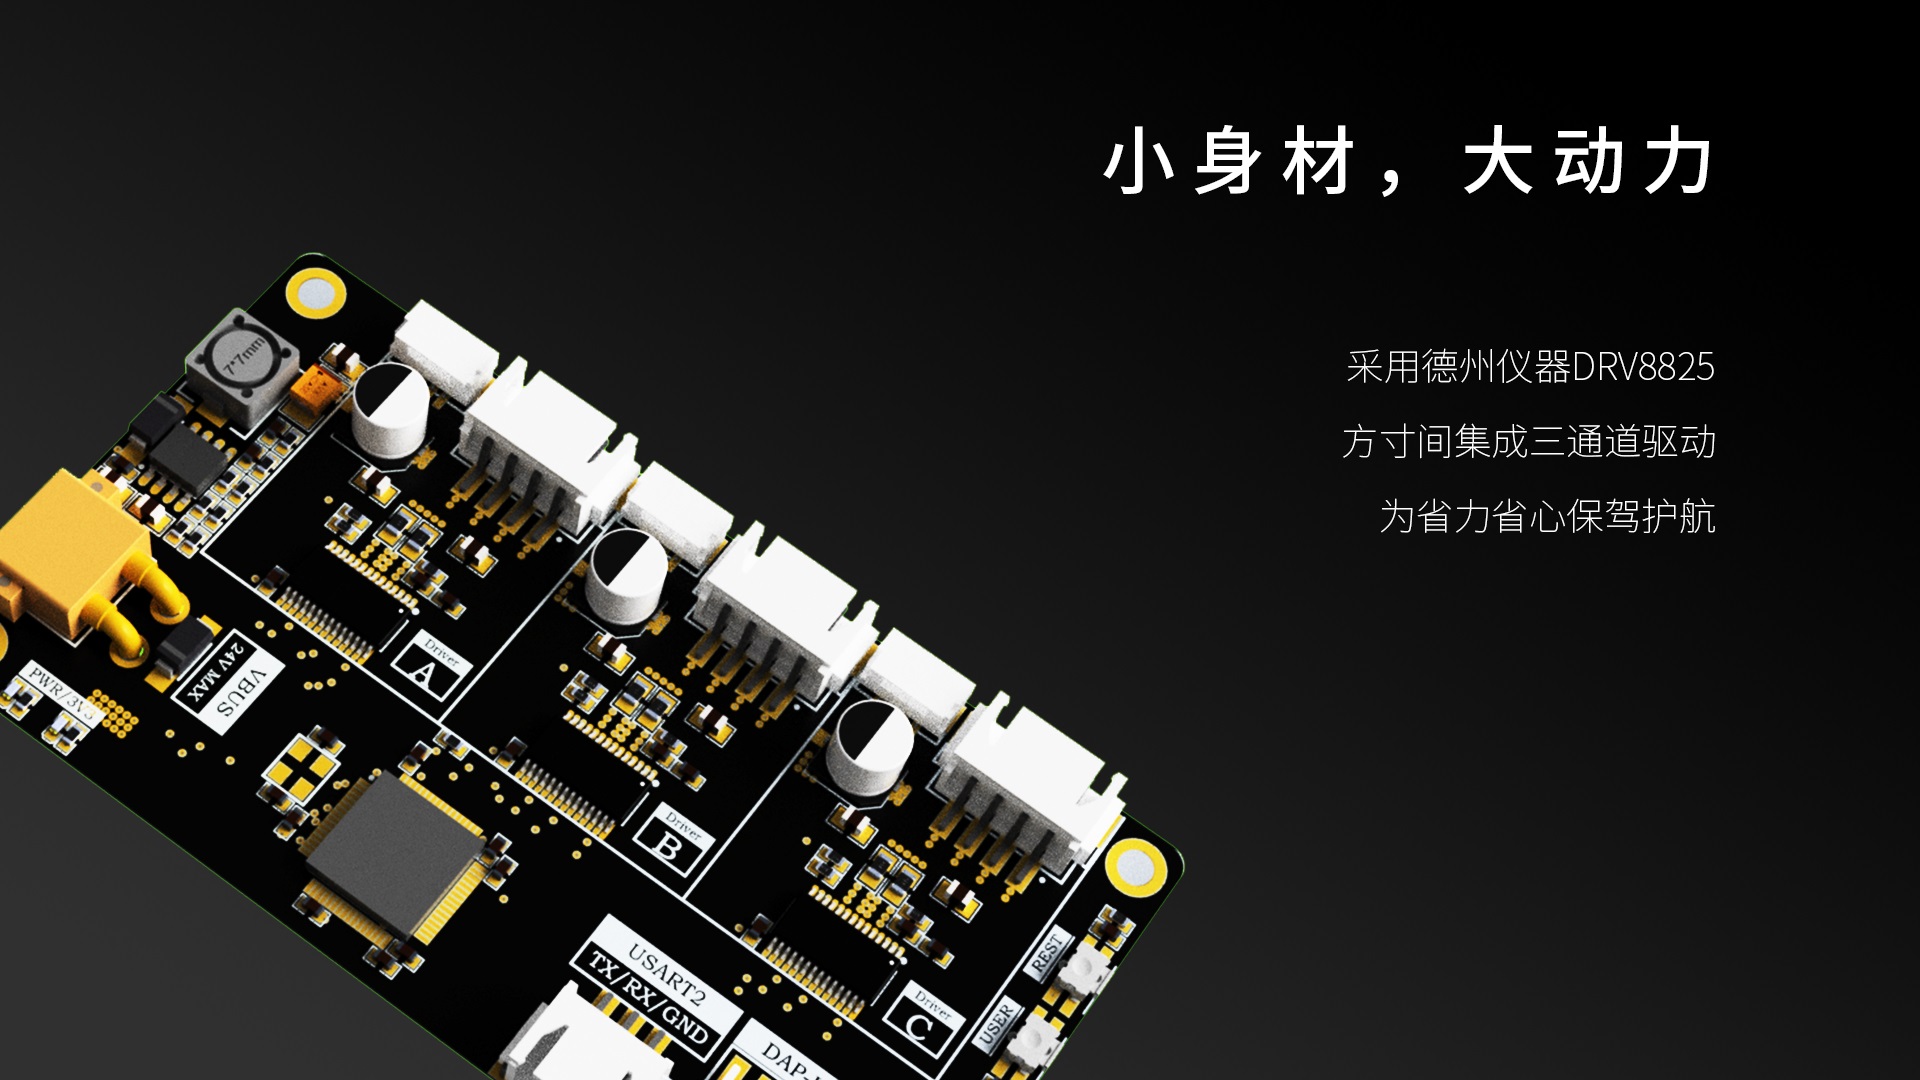 小身材，大动力
采用德州仪器DRV8825
方寸间集成三通道驱动
为省力省心保驾护航
7*7mm
Driver
A
VBUS
24V MAX
PWR/3V3
Driver
B
USART2
TX/RX/GND
Driver
C
REST
USER